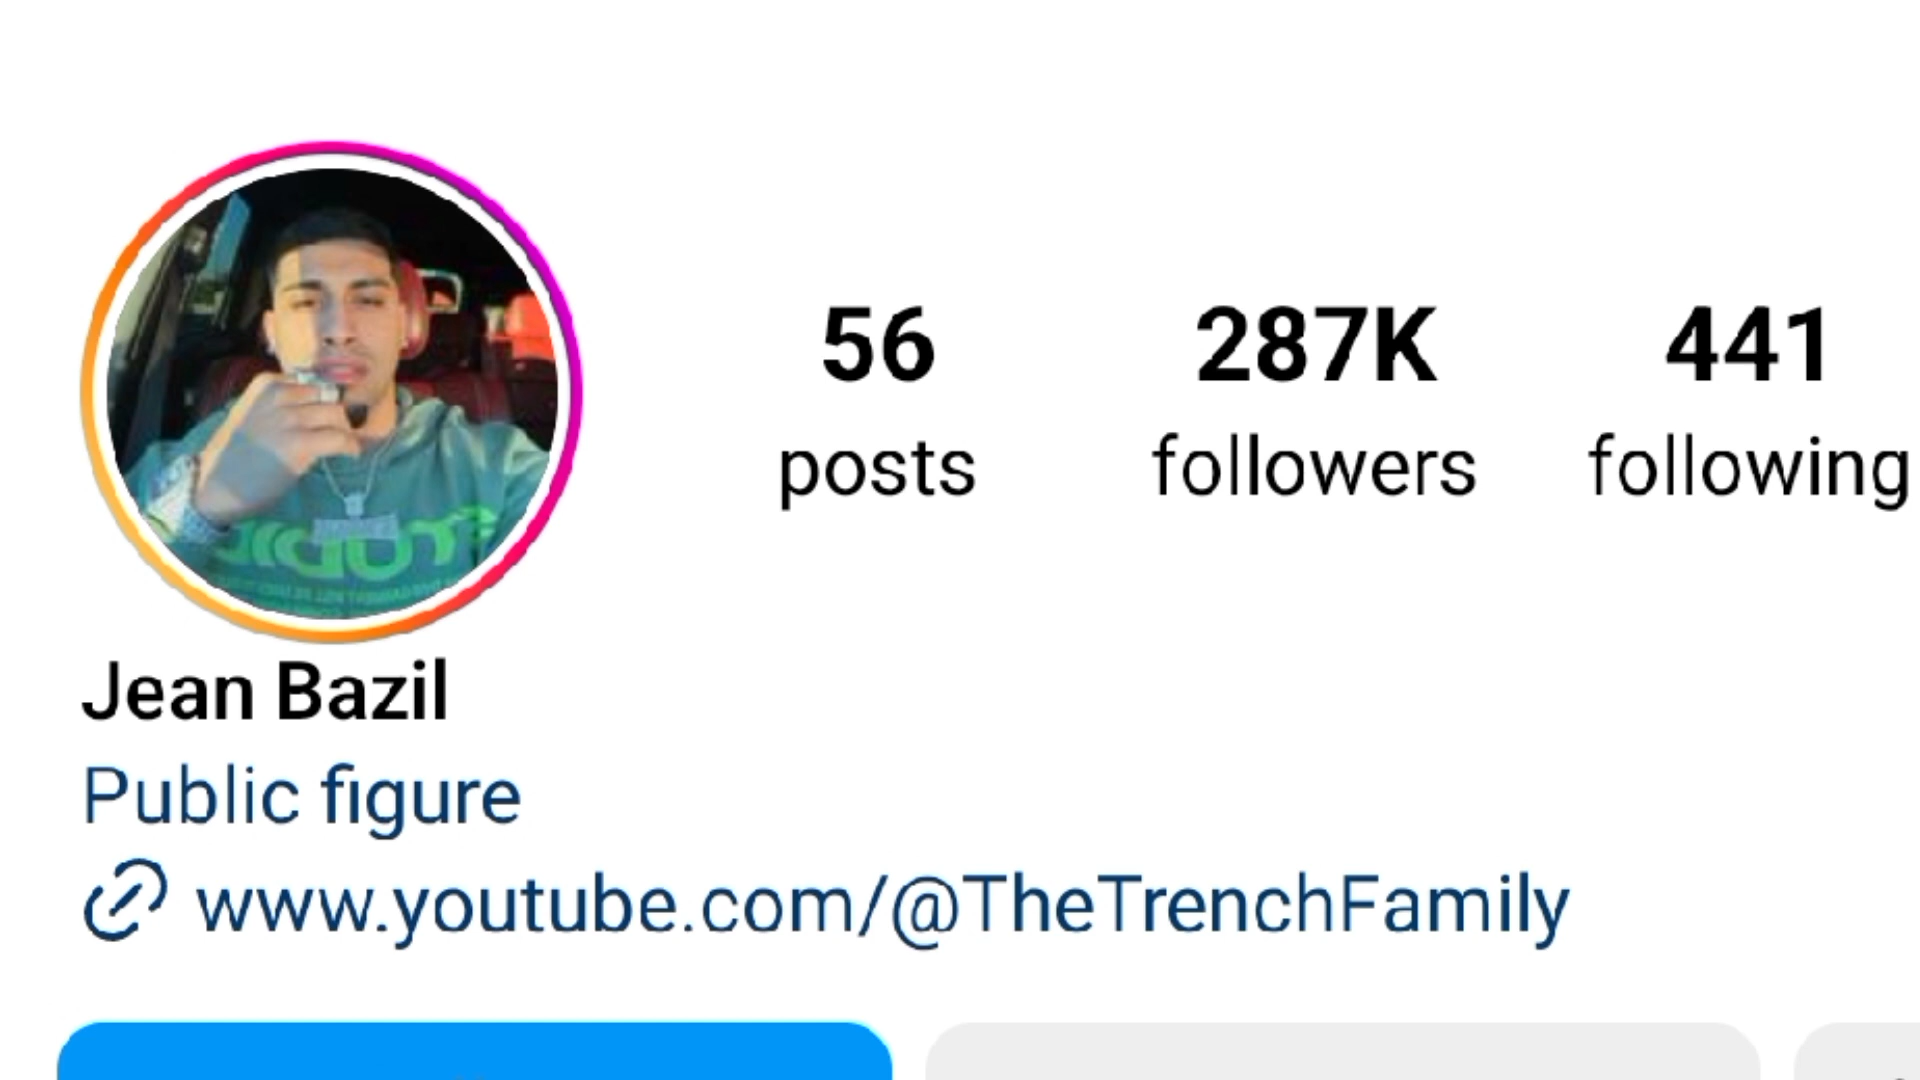 56 287K 441
posts followers following
Jean Bazil
Public figure
www.youtube.com/@TheTrenchFamily